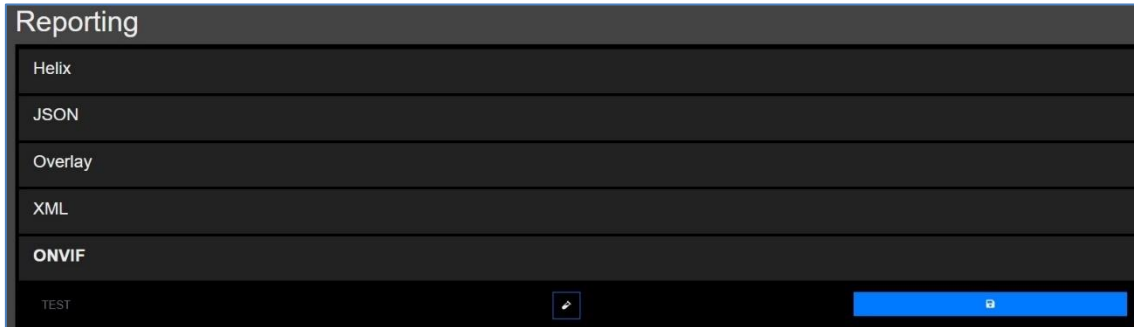 Reporting
Helix
JSON
Overlay
XML
ONVIF
TEST